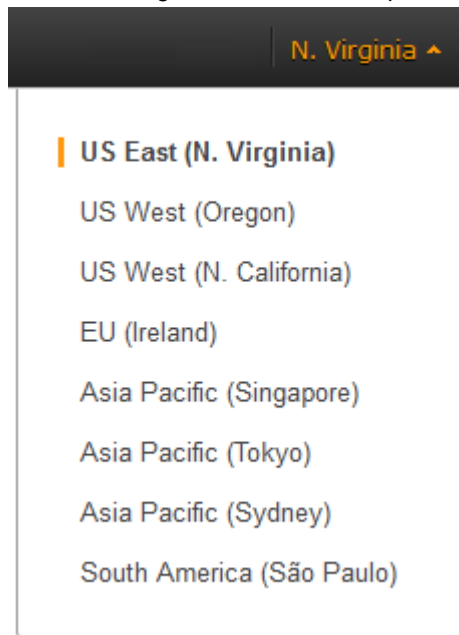 N. Virginia
US East (N. Virginia)
US West (Oregon)
US West (N. California)
EU (Ireland)
Asia Pacific (Singapore)
Asia Pacific (Tokyo)
Asia Pacific (Sydney)
South America (São Paulo)